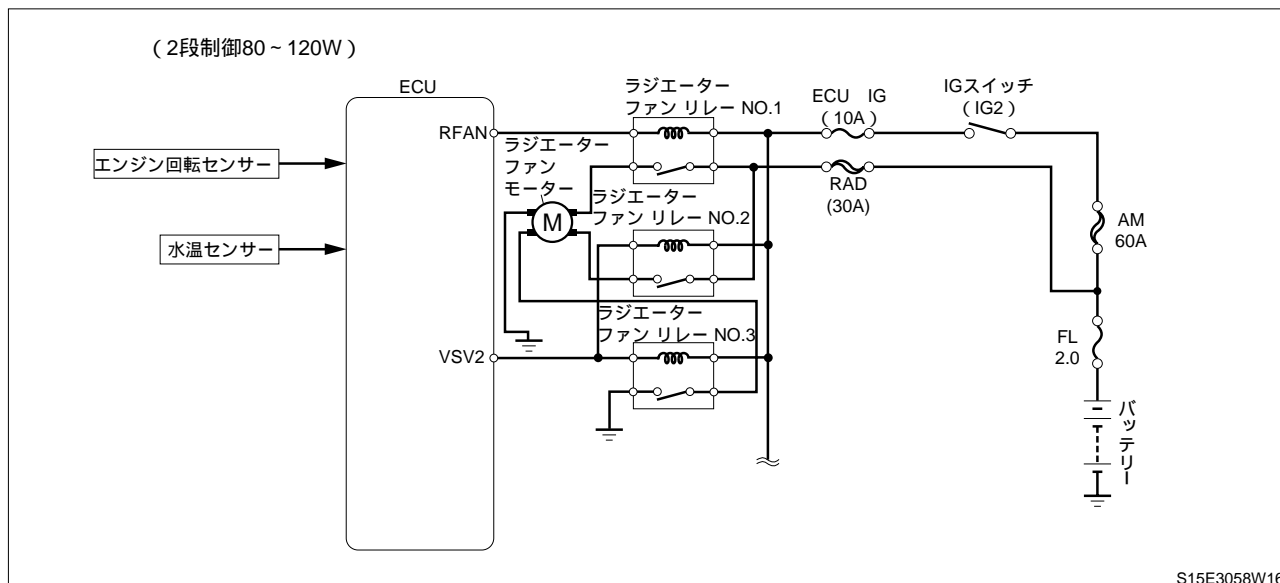 （2段制御80～120W）
ECU
エンジン回転センサー
水温センサー
RFAN
VSV2
ラジエーター
ファン
モーター
M
ラジエーター
ファン リレー NO.1
ラジエーター
ファン リレー NO.2
ラジエーター
ファン リレー NO.3
ECU IG
（10A）
RAD
(30A)
IGスイッチ
（IG2）
AM
60A
FL
2.0
バッテリー
S15E3058W16